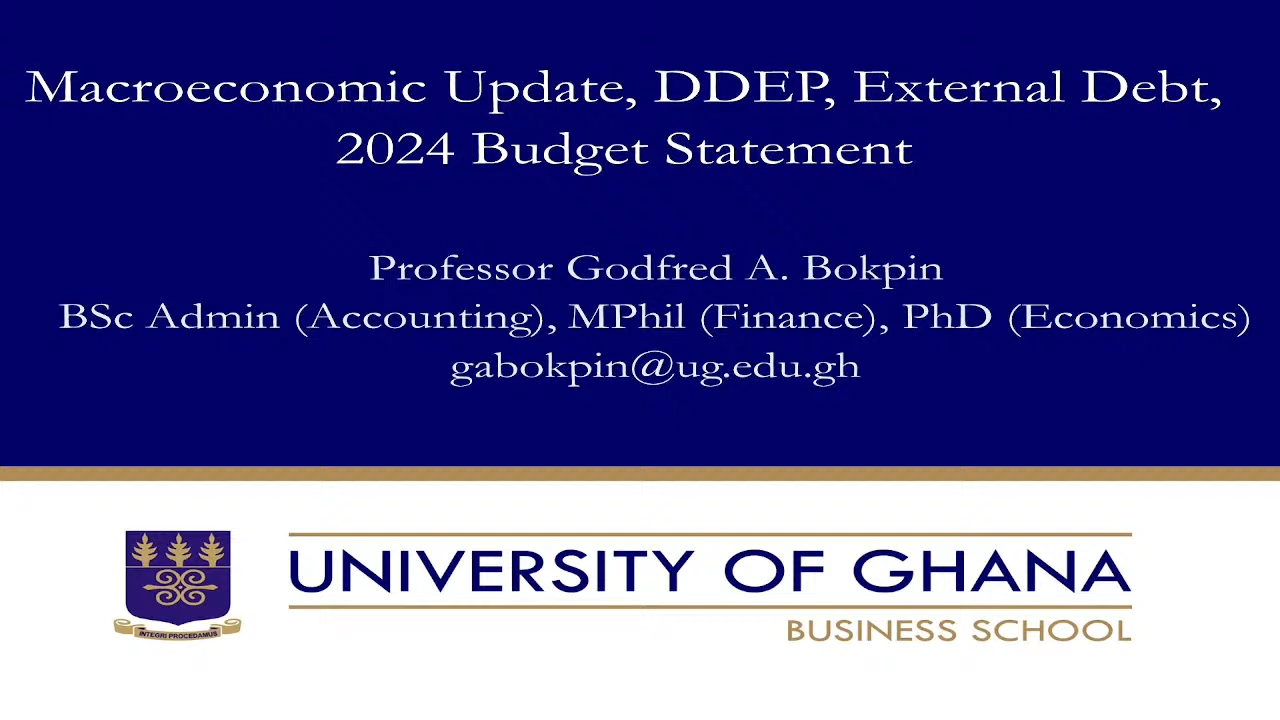 Macroeconomic Update, DDEP, External Debt,
2024 Budget Statement
Professor Godfred A. Bokpin
BSc Admin (Accounting), MPhil (Finance), PhD (Economics)
gabokpin@ug.edu.gh
UNIVERSITY OF GHANA
BUSINESS SCHOOL
INTEGRI PROCEDAMUS